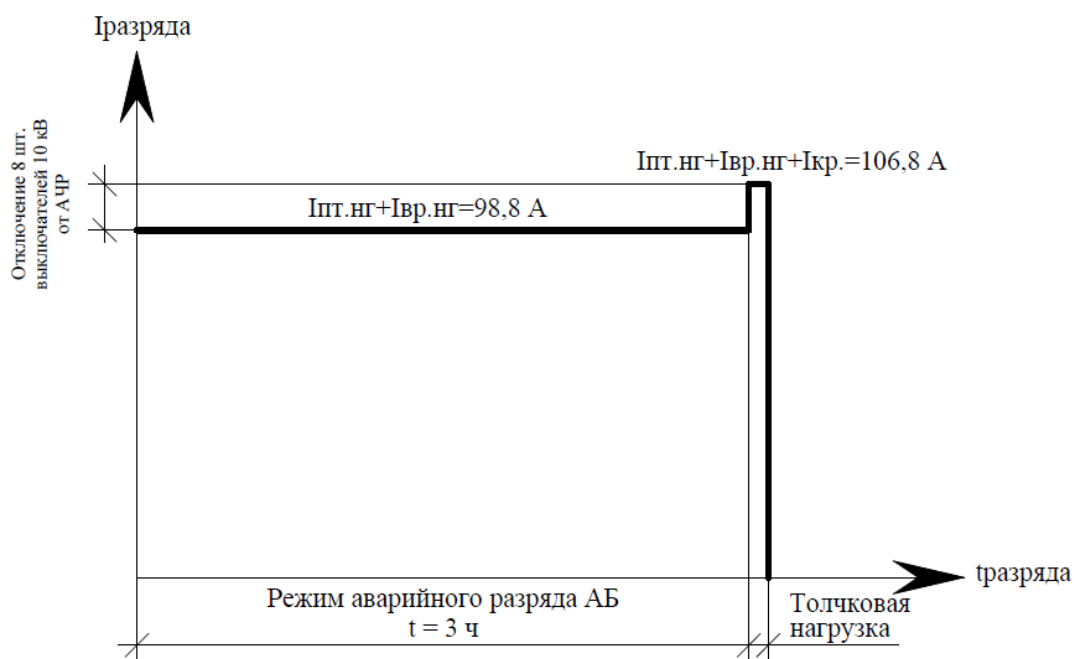 Iразряда
Отключение 8 шт.
выключателей 10 кВ
от АЧР
Iпт.нг+Iвр.нг+Iкр.=106,8 А
Iпт.нг+Iвр.нг=98,8 А
tразряда
Режим аварийного разряда АБ
t = 3 ч
Толчковая
нагрузка